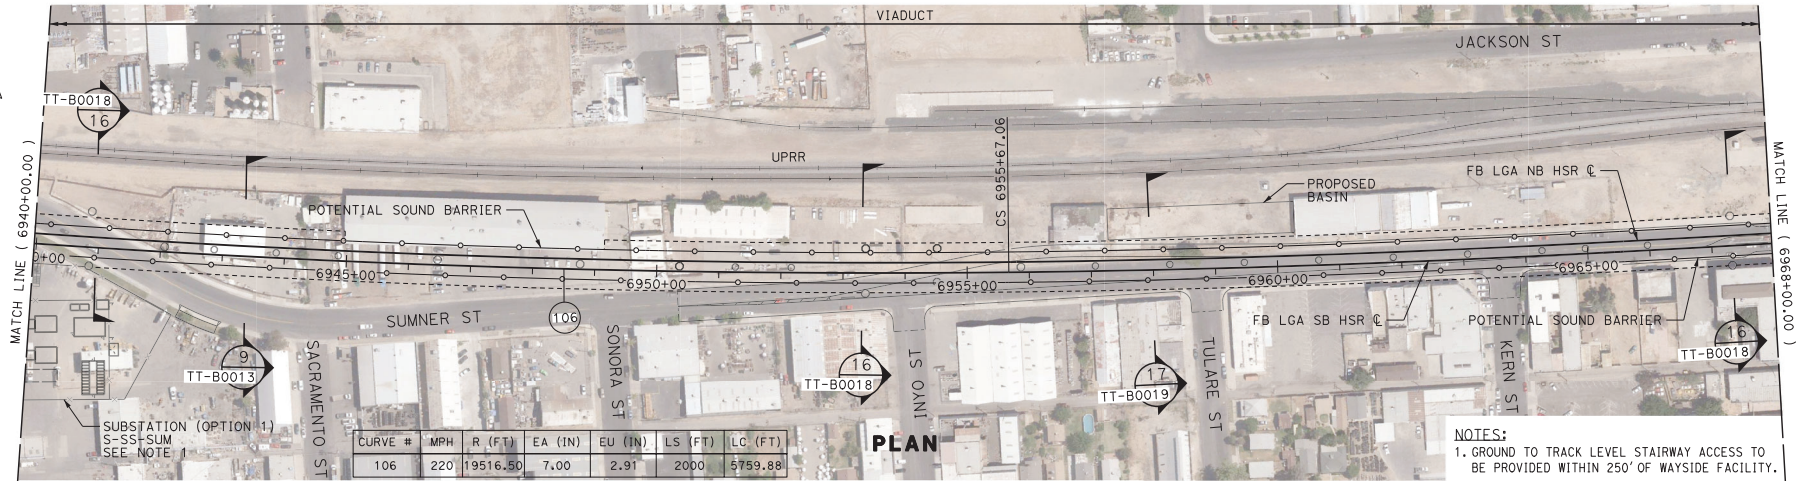 VIADUCT
JACKSON ST
TT-B0018
16
MATCH LINE ( 6940+00.00 )
UPRR
CS 6955+67.06
FB LGA NB HSR ℄
MATCH LINE ( 6968+00.00 )
PROPOSED
BASIN
POTENTIAL SOUND BARRIER
0+00
6945+00
6950+00
6955+00
6960+00
6965+00
SUMNER ST
106
FB LGA SB HSR ℄
POTENTIAL SOUND BARRIER
9
TT-B0013
16
TT-B0018
17
TT-B0019
16
TT-B0018
SACRAMENTO ST
SONORA ST
INYO ST
TULARE ST
KERN ST
SUBSTATION (OPTION 1)
S-SS-SUM
SEE NOTE 1
CURVE # MPH R (FT) EA (IN) EU (IN) LS (FT) LC (FT)
106 220 19516.50 7.00 2.91 2000 5759.88
PLAN
NOTES:
1. GROUND TO TRACK LEVEL STAIRWAY ACCESS TO
BE PROVIDED WITHIN 250' OF WAYSIDE FACILITY.